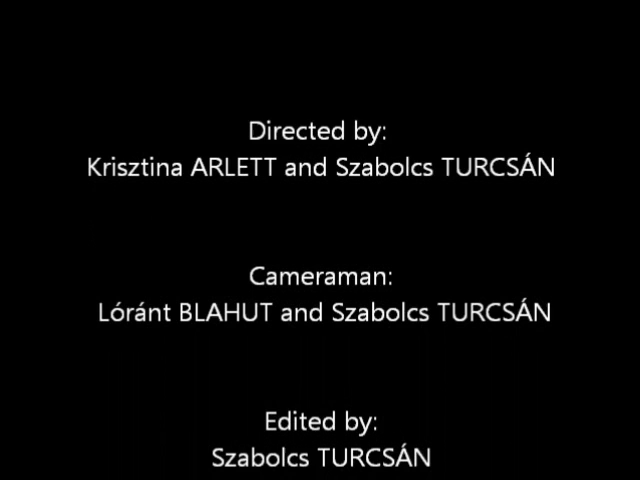 Directed by:
Krisztina ARLETT and Szabolcs TURCSÁN
Cameraman:
Lóránt BLAHUT and Szabolcs TURCSÁN
Edited by:
Szabolcs TURCSÁN